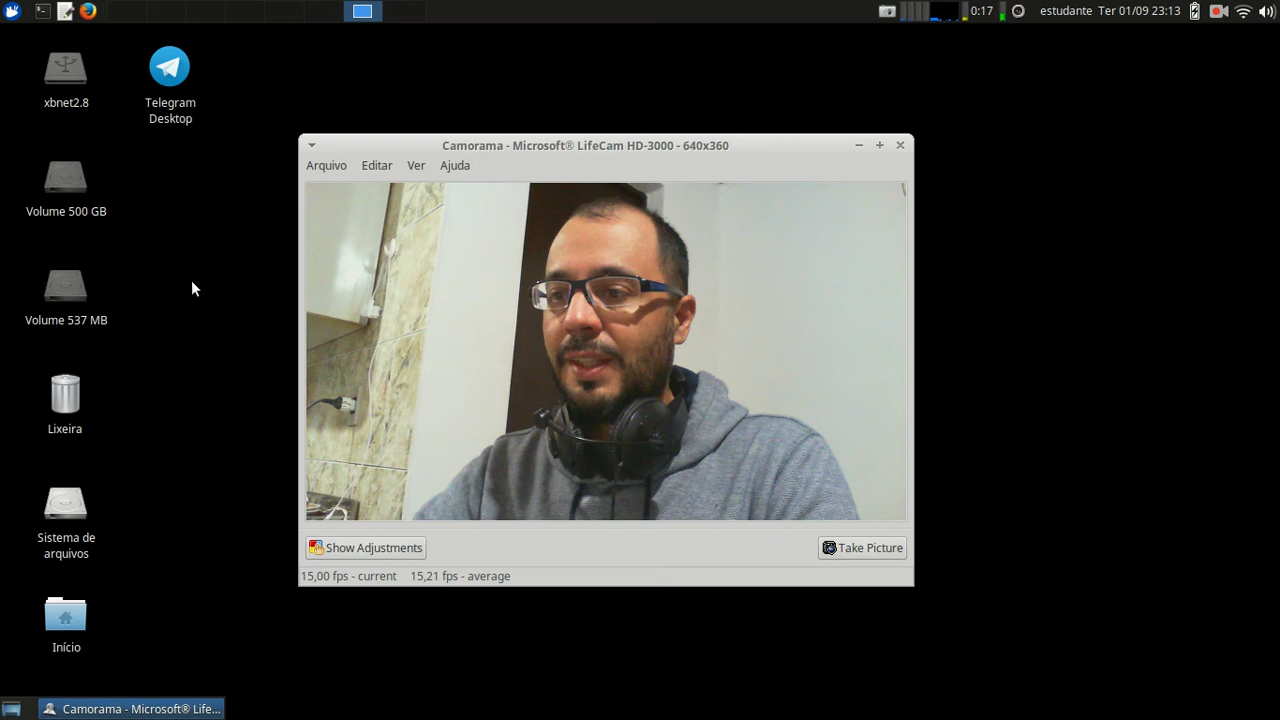 0:17 estudante Ter 01/09 23:13
xbnet2.8
Telegram
Desktop
Volume 500 GB
Volume 537 MB
Lixeira
Sistema de
arquivos
Início
Camorama - Microsoft® LifeCam HD-3000 - 640x360
Arquivo Editar Ver Ajuda
Show Adjustments Take Picture
15,00 fps - current 15,21 fps - average
Camorama - Microsoft® Life...